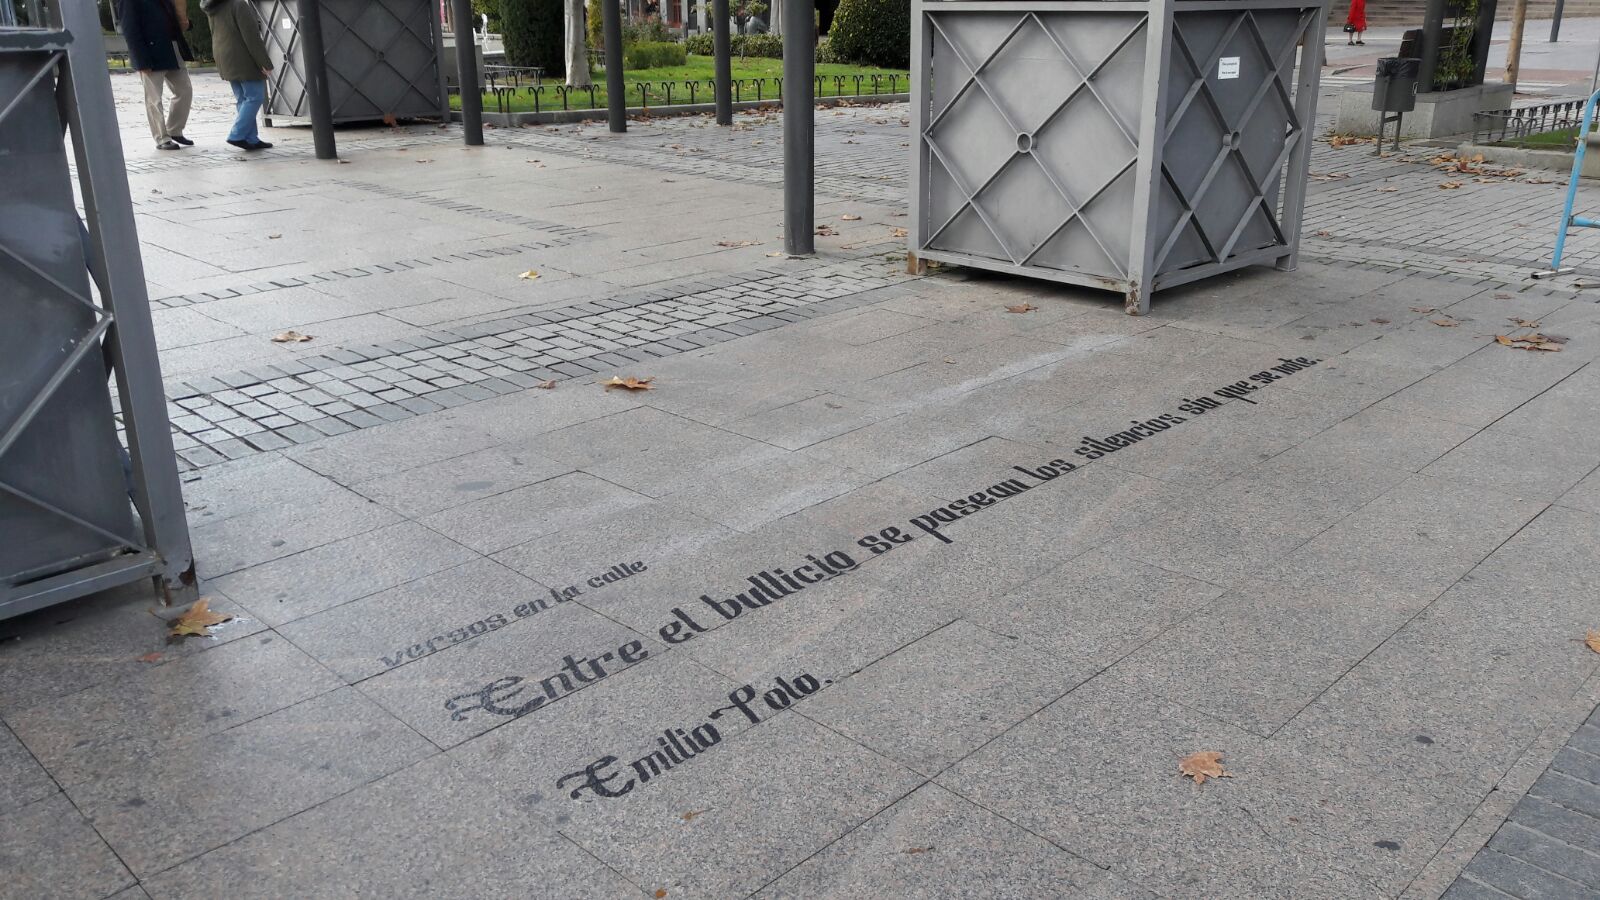 versos en la calle
Entre el bullicio se pasean los silencios sin que se note.
Emilio Polo.